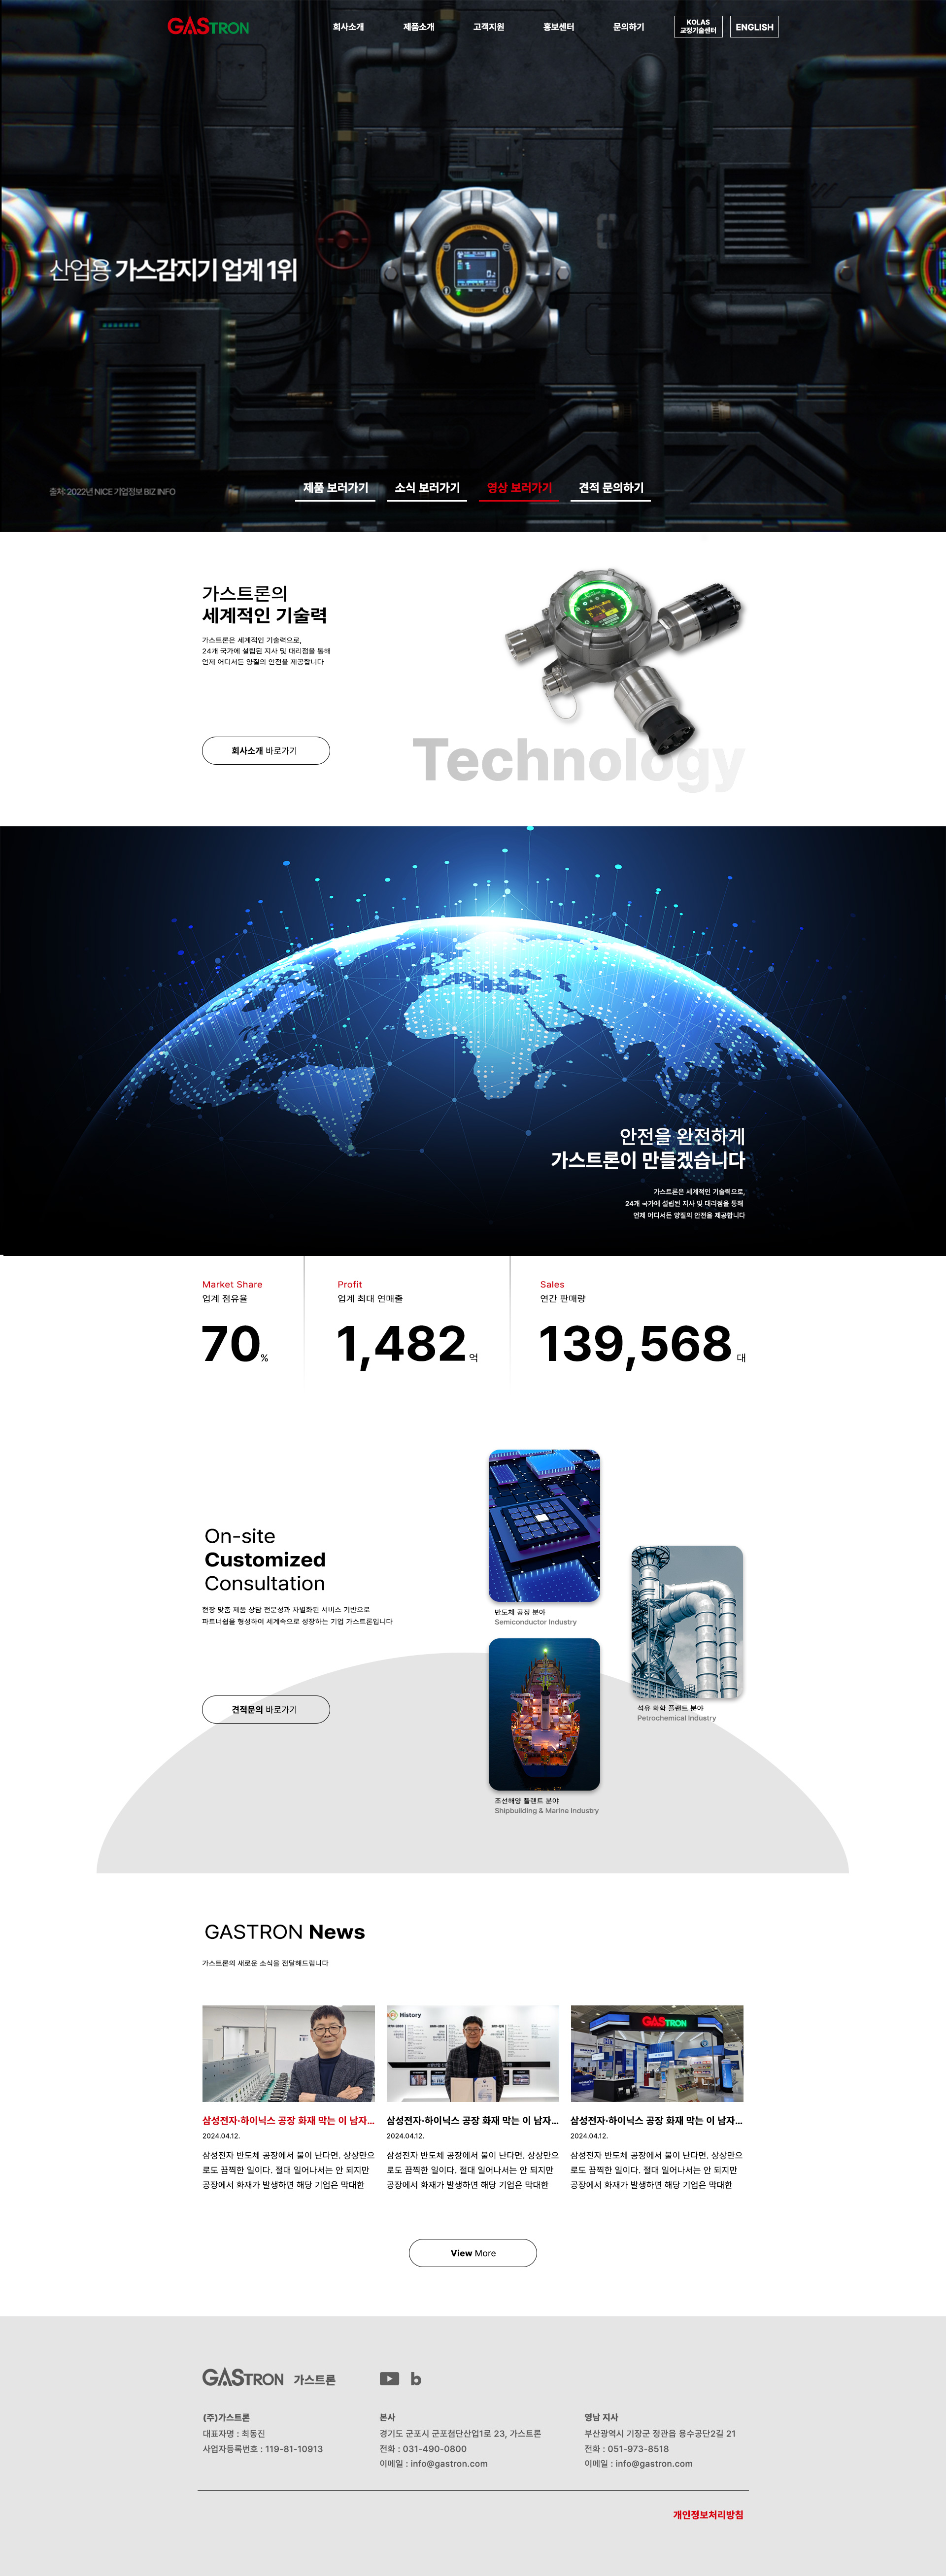 GASTRON
회사소개
제품소개
고객지원
홍보센터
문의하기
KOLAS
교정기술센터
ENGLISH
산업용 가스감지기 업계 1위
출처: 2022년 NICE 기업정보 BIZ INFO
제품 보러가기
소식 보러가기
영상 보러가기
견적 문의하기
가스트론의
세계적인 기술력
가스트론은 세계적인 기술력으로,
24개 국가에 설립된 지사 및 대리점을 통해
언제 어디서든 양질의 안전을 제공합니다
회사소개 바로가기
Technology
안전을 완전하게
가스트론이 만들겠습니다
가스트론은 세계적인 기술력으로,
24개 국가에 설립된 지사 및 대리점을 통해
언제 어디서든 양질의 안전을 제공합니다
Market Share
업계 점유율
70%
Profit
업계 최대 연매출
1,482억
Sales
연간 판매량
139,568 대
On-site
Customized
Consultation
현장 맞춤 제품 상담 전문성과 차별화된 서비스 기반으로
파트너쉽을 형성하여 세계속으로 성장하는 기업 가스트론입니다
견적문의 바로가기
반도체 공정 분야
Semiconductor Industry
석유 화학 플랜트 분야
Petrochemical Industry
조선해양 플랜트 분야
Shipbuilding & Marine Industry
GASTRON News
가스트론의 새로운 소식을 전달해드립니다
History
GASTRON
삼성전자·하이닉스 공장 화재 막는 이 남자...
2024.04.12.
삼성전자 반도체 공장에서 불이 난다면. 상상만으
로도 끔찍한 일이다. 절대 일어나서는 안 되지만
공장에서 화재가 발생하면 해당 기업은 막대한
삼성전자·하이닉스 공장 화재 막는 이 남자...
2024.04.12.
삼성전자 반도체 공장에서 불이 난다면. 상상만으
로도 끔찍한 일이다. 절대 일어나서는 안 되지만
공장에서 화재가 발생하면 해당 기업은 막대한
삼성전자·하이닉스 공장 화재 막는 이 남자...
2024.04.12.
삼성전자 반도체 공장에서 불이 난다면. 상상만으
로도 끔찍한 일이다. 절대 일어나서는 안 되지만
공장에서 화재가 발생하면 해당 기업은 막대한
View More
GASTRON 가스트론
b
(주)가스트론
대표자명 : 최동진
사업자등록번호 : 119-81-10913
본사
경기도 군포시 군포첨단산업1로 23, 가스트론
전화 : 031-490-0800
이메일 : info@gastron.com
영남 지사
부산광역시 기장군 정관읍 용수공단2길 21
전화 : 051-973-8518
이메일 : info@gastron.com
개인정보처리방침